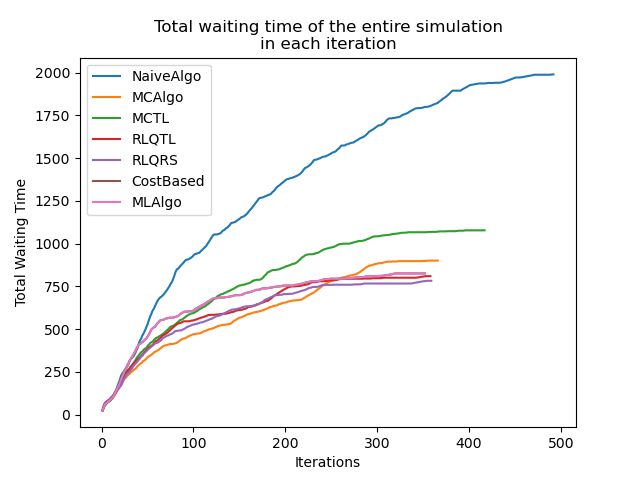 Total waiting time of the entire simulation
in each iteration
NaiveAlgo
MCAlgo
MCTL
RLQTL
RLQRS
CostBased
MLAlgo
Total Waiting Time
2000
1750
1500
1250
1000
750
500
250
0
0 100 200 300 400 500
Iterations